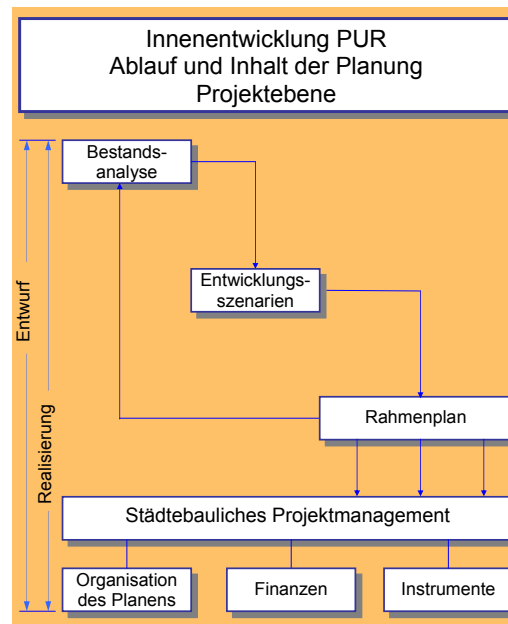 Innenentwicklung PUR
Ablauf und Inhalt der Planung
Projektebene
Bestands-
analyse
Entwicklungs-
szenarien
Entwurf
Realisierung
Rahmenplan
Städtebauliches Projektmanagement
Organisation
des Planens
Finanzen
Instrumente